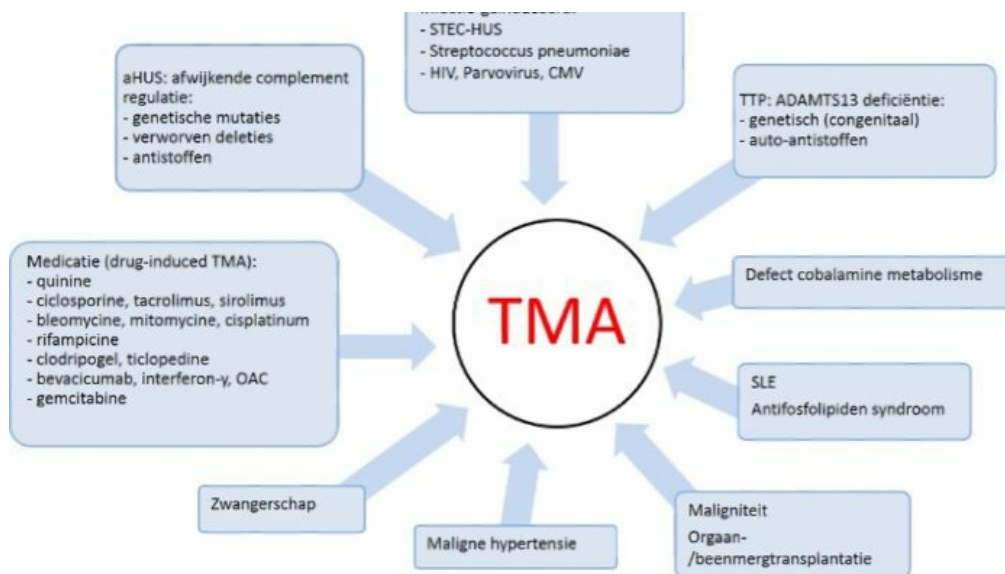 - STEC-HUS
- Streptococcus pneumoniae
- HIV, Parvovirus, CMV
aHUS: afwijkende complement
regulatie:
- genetische mutaties
- verworven deleties
- antistoffen
TTP: ADAMTS13 deficiëntie:
- genetisch (congenitaal)
- auto-antistoffen
Medicatie (drug-induced TMA):
- quinine
- ciclosporine, tacrolimus, sirolimus
- bleomycine, mitomycine, cisplatinum
- rifampicine
- clodripogel, ticlopedine
- bevacicumab, interferon-γ, OAC
- gemcitabine
TMA
Defect cobalamine metabolisme
SLE
Antifosfolipiden syndroom
Zwangerschap
Maligne hypertensie
Maligniteit
Orgaan-
/beenmergtransplantatie